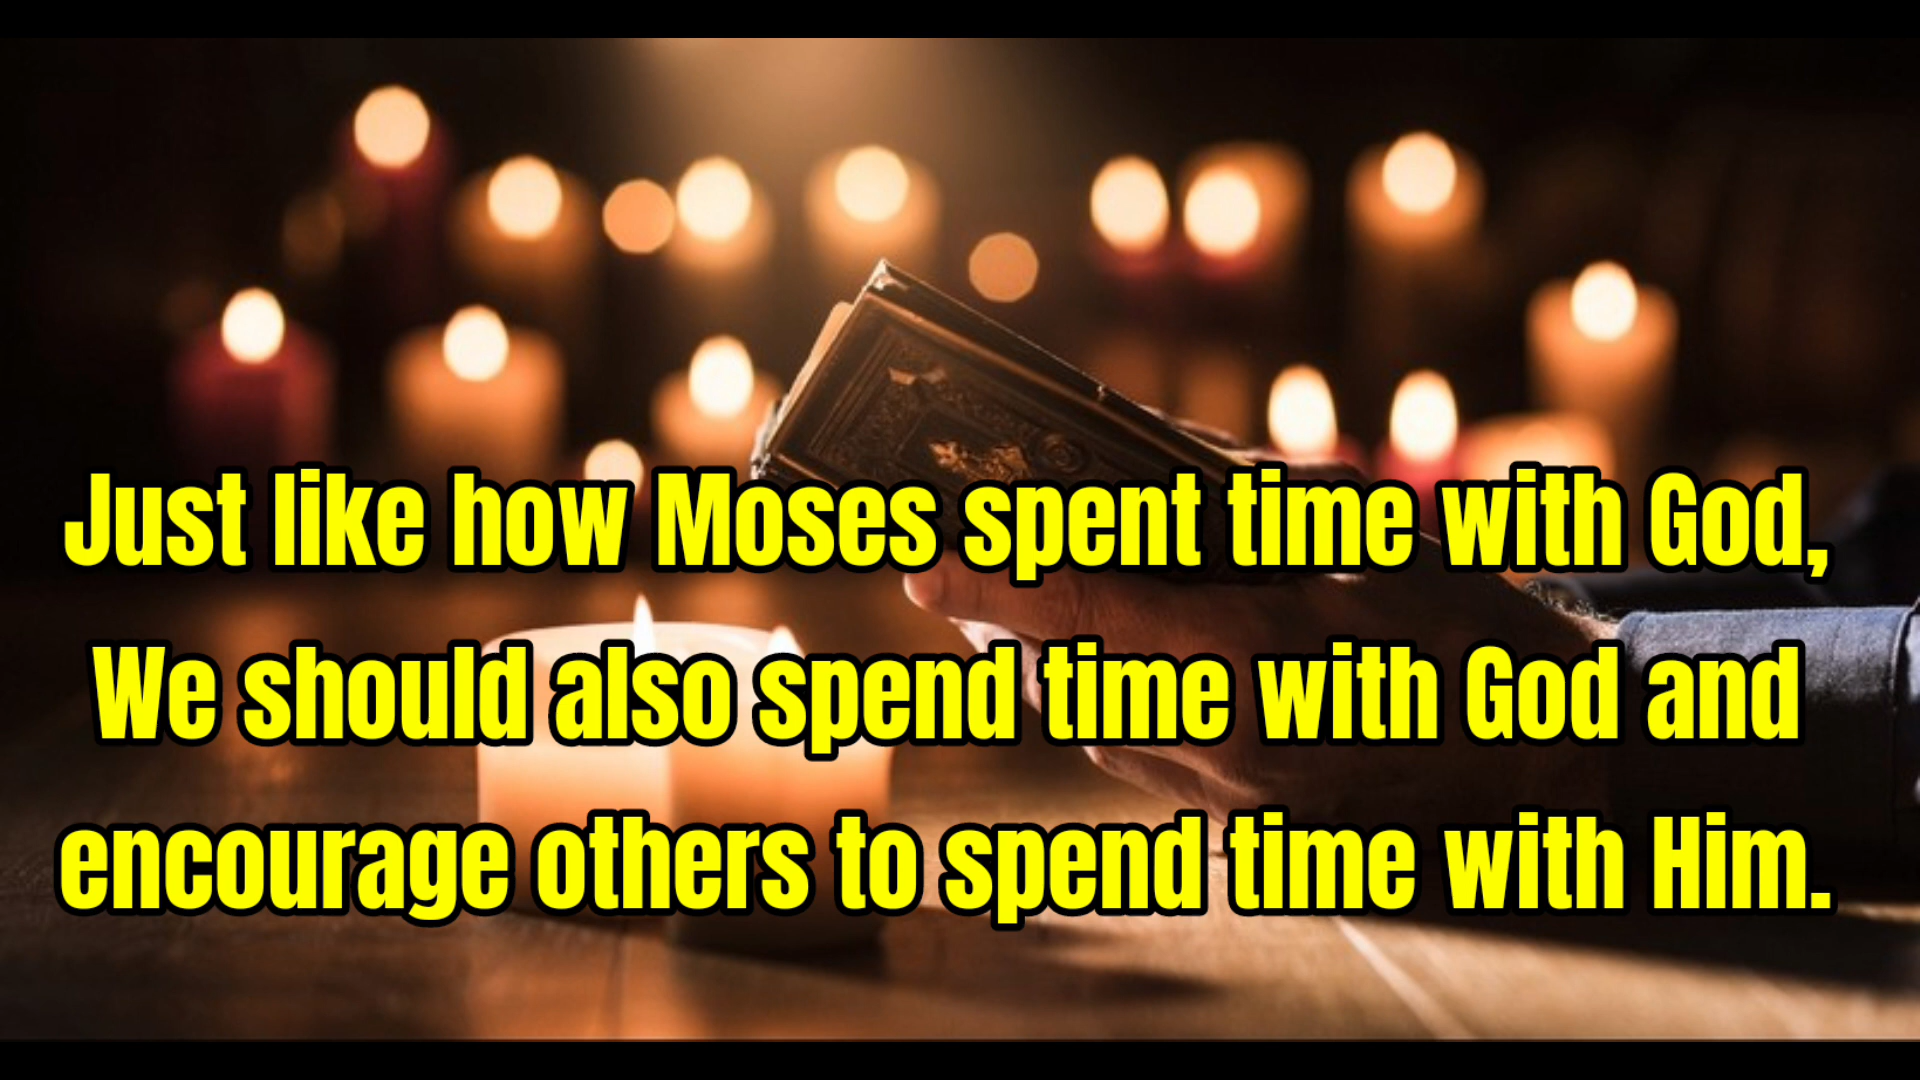 Just like how Moses spent time with God,
We should also spend time with God and
encourage others to spend time with Him.